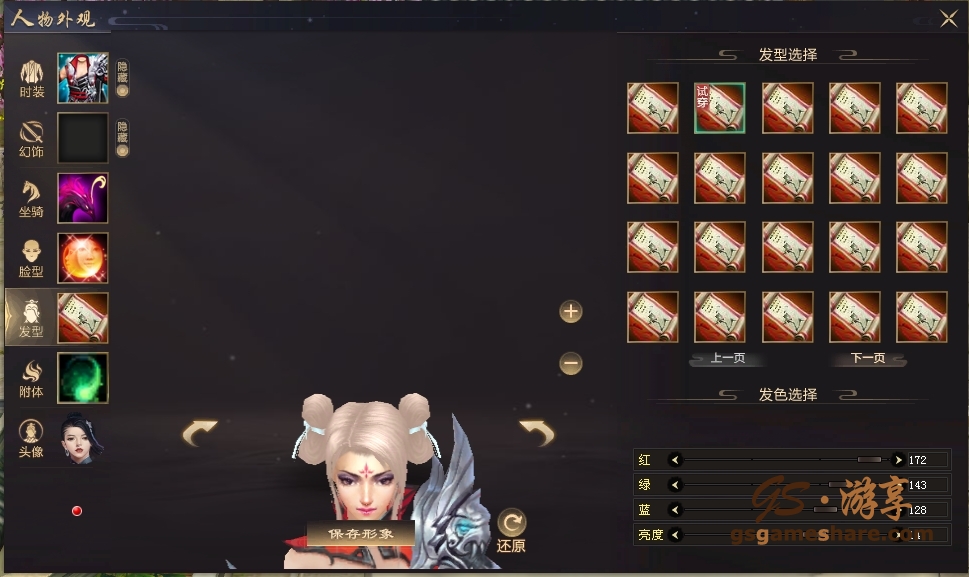 人物外观
时装
隐藏
幻饰
隐藏
坐骑
脸型
发型
附体
头像
发型选择
试穿
上一页
下一页
发色选择
红 172
绿 143
蓝 128
亮度
保存形象
还原
GS·游享
gsgameshare.com